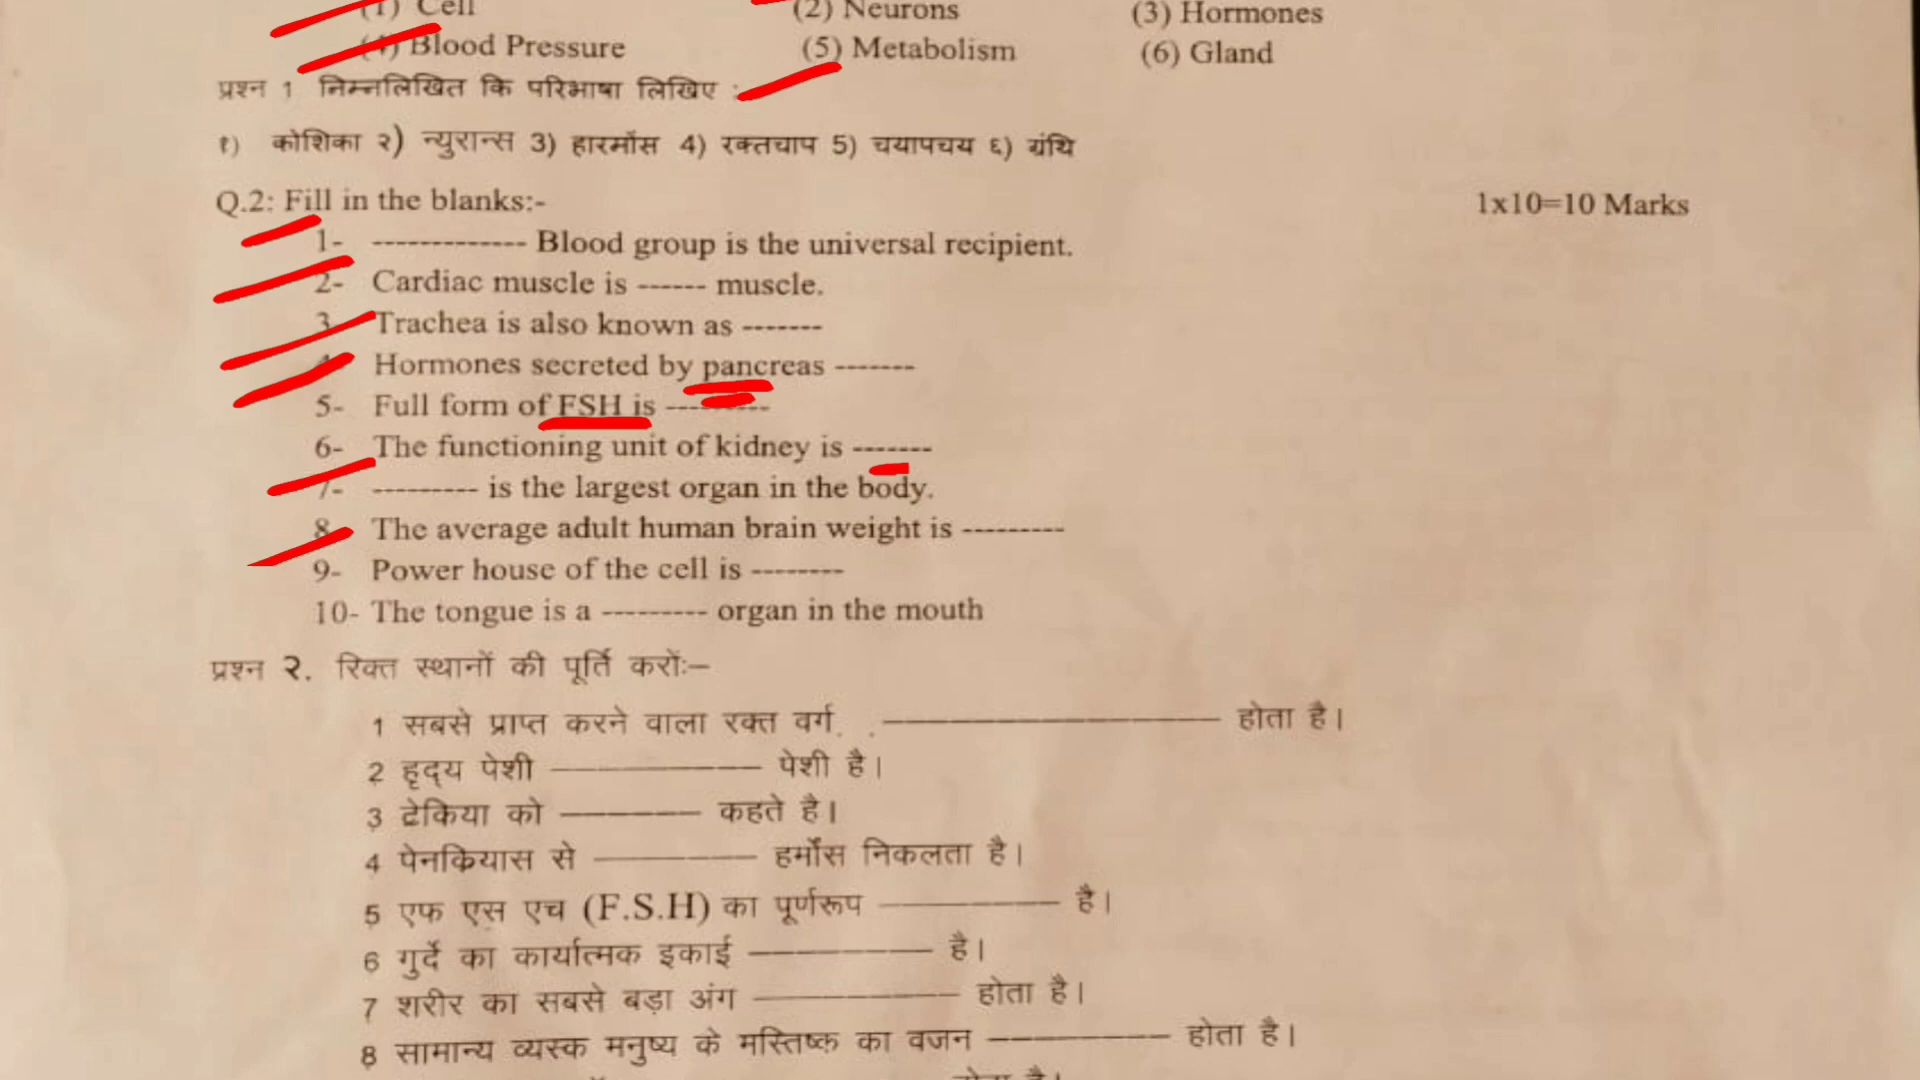 (1) Cell (2) Neurons (3) Hormones
(4) Blood Pressure (5) Metabolism (6) Gland
प्रश्न 1 निम्नलिखित कि परिभाषा लिखिए :
१) कोशिका २) न्युरान्स 3) हारमोंस 4) रक्तचाप 5) चयापचय ६) ग्रंथि
Q.2: Fill in the blanks:- 1x10=10 Marks
1- ------------- Blood group is the universal recipient.
2- Cardiac muscle is ------ muscle.
3- Trachea is also known as -------
4- Hormones secreted by pancreas -------
5- Full form of FSH is ---------
6- The functioning unit of kidney is -------
7- --------- is the largest organ in the body.
8- The average adult human brain weight is ---------
9- Power house of the cell is --------
10- The tongue is a --------- organ in the mouth
प्रश्न २. रिक्त स्थानों की पूर्ति करों:–
1 सबसे प्राप्त करने वाला रक्त वर्ग. . ———————— होता है।
2 हृदय पेशी —————— पेशी है।
3 ट्रेकिया को ———— कहते है।
4 पेनक्रियास से ————— हर्मोंस निकलता है।
5 एफ एस एच (F.S.H) का पूर्णरूप ————— है।
6 गुर्दे का कार्यात्मक इकाई ————— है।
7 शरीर का सबसे बड़ा अंग —————— होता है।
8 सामान्य व्यस्क मनुष्य के मस्तिष्क का वजन ————— होता है।
होता है।